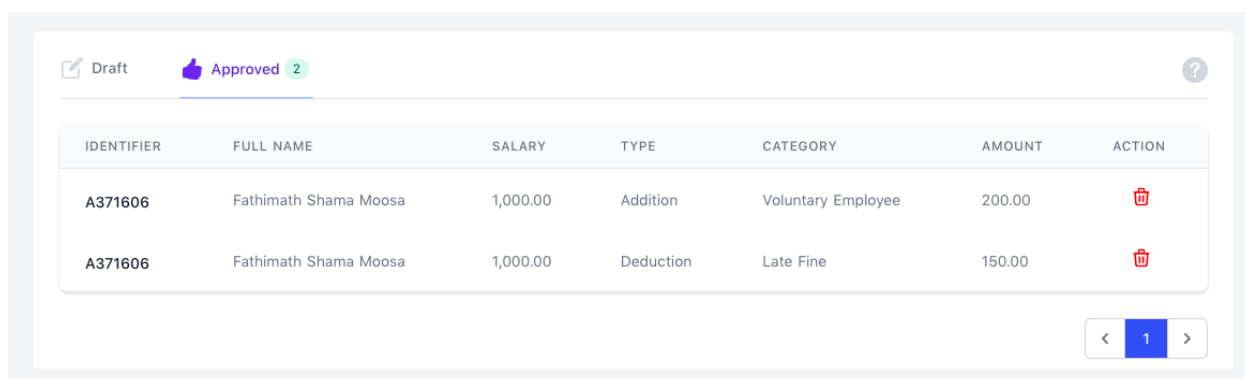 Draft Approved 2 ?
IDENTIFIER FULL NAME SALARY TYPE CATEGORY AMOUNT ACTION
A371606 Fathimath Shama Moosa 1,000.00 Addition Voluntary Employee 200.00
A371606 Fathimath Shama Moosa 1,000.00 Deduction Late Fine 150.00
1